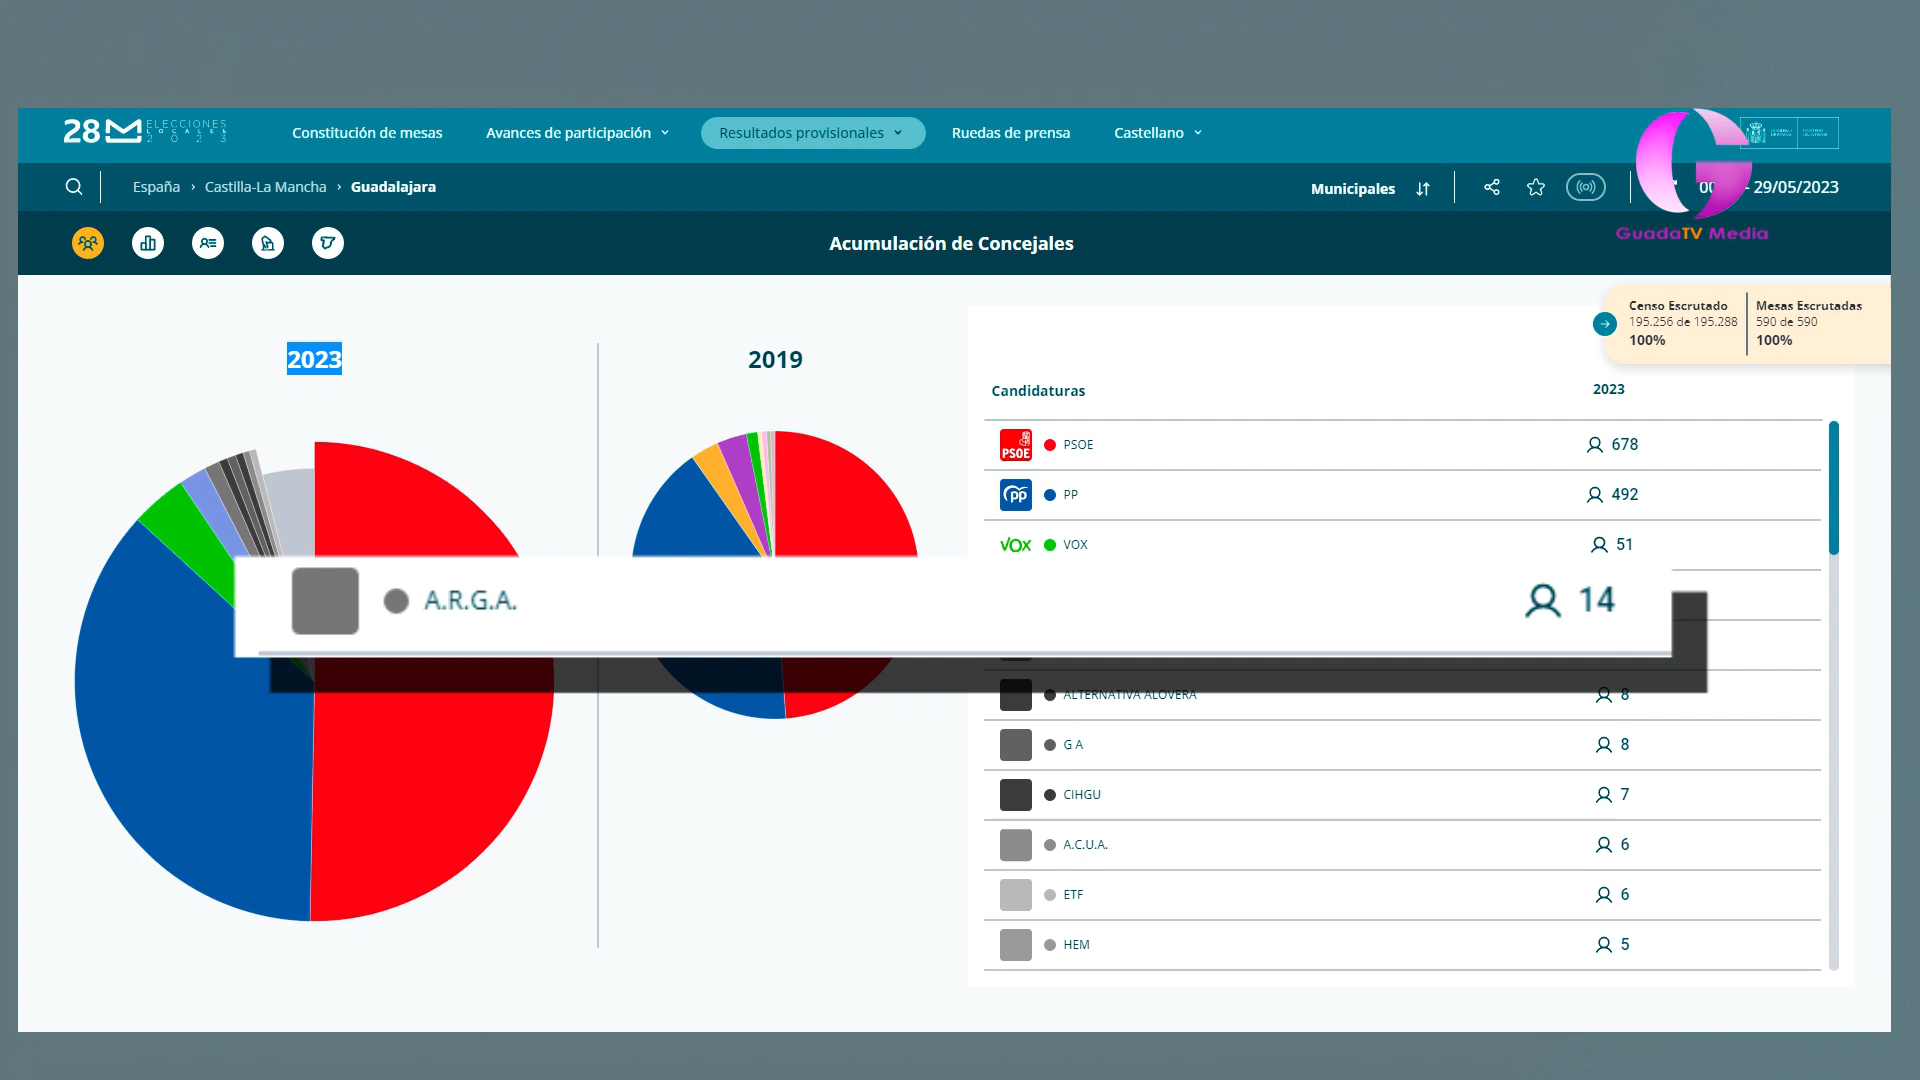 28M ELECCIONES
LOCALES
2023
Constitución de mesas
Avances de participación
Resultados provisionales
Ruedas de prensa
Castellano
España › Castilla-La Mancha › Guadalajara
Municipales
- 29/05/2023
GuadaTV Media
Acumulación de Concejales
Censo Escrutado
195.256 de 195.288
100%
Mesas Escrutadas
590 de 590
100%
2023
2019
Candidaturas
2023
PSOE PSOE 678
PP PP 492
VOX VOX 51
A.R.G.A. 14
ALTERNATIVA ALOVERA 8
G A 8
CIHGU 7
A.C.U.A. 6
ETF 6
HEM 5